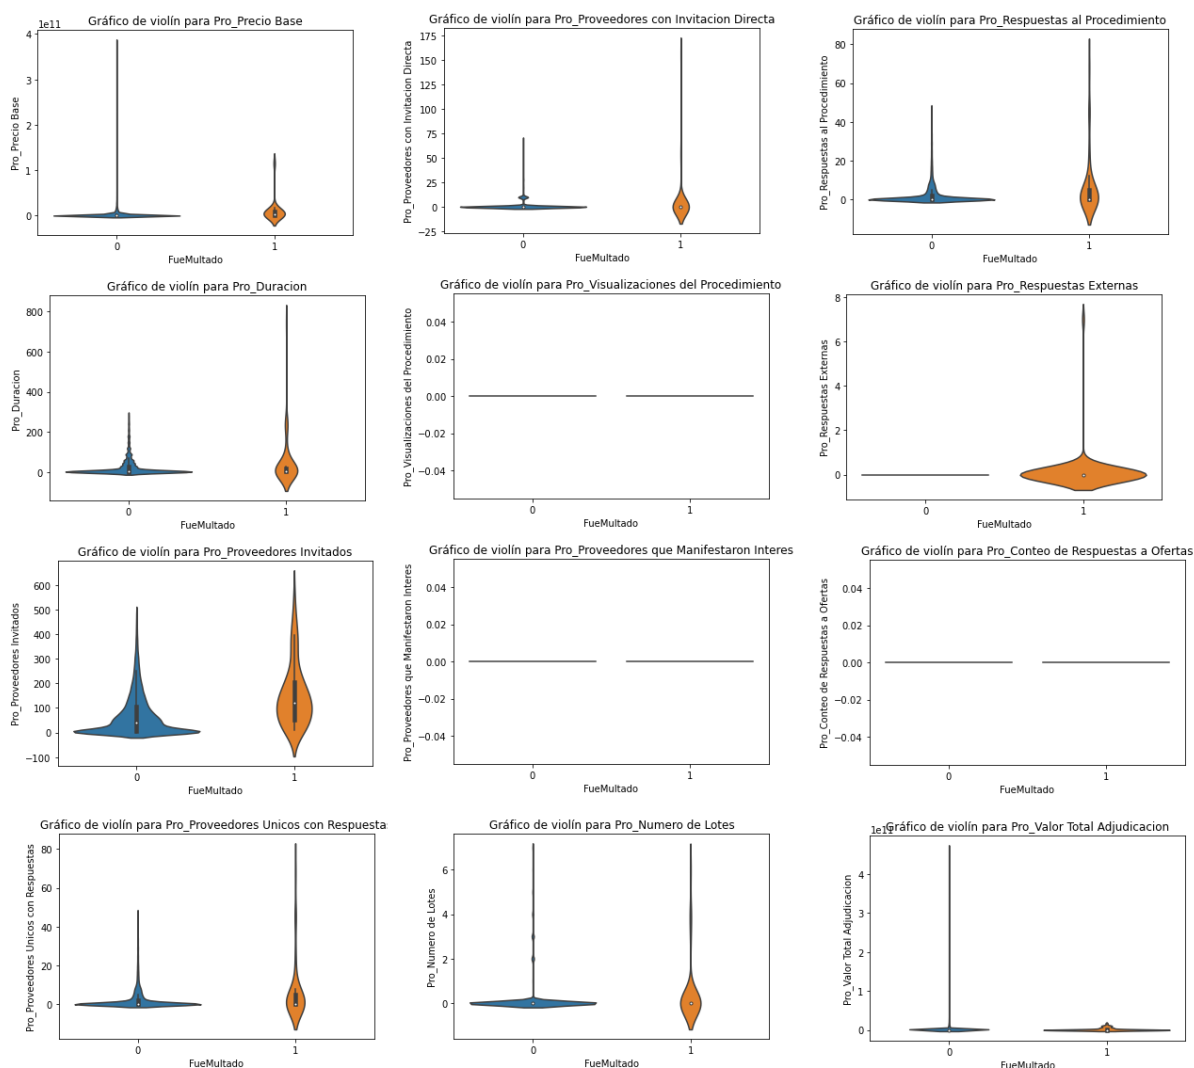 Gráfico de violín para Pro_Precio Base
1e11
4
3
2
1
0
Pro_Precio Base
0 1
FueMultado
Gráfico de violín para Pro_Proveedores con Invitacion Directa
175
150
125
100
75
50
25
0
−25
Pro_Proveedores con Invitacion Directa
0 1
FueMultado
Gráfico de violín para Pro_Respuestas al Procedimiento
80
60
40
20
0
Pro_Respuestas al Procedimiento
0 1
FueMultado
Gráfico de violín para Pro_Duracion
800
600
400
200
0
Pro_Duracion
0 1
FueMultado
Gráfico de violín para Pro_Visualizaciones del Procedimiento
0.04
0.02
0.00
−0.02
−0.04
Pro_Visualizaciones del Procedimiento
0 1
FueMultado
Gráfico de violín para Pro_Respuestas Externas
8
6
4
2
0
Pro_Respuestas Externas
0 1
FueMultado
Gráfico de violín para Pro_Proveedores Invitados
600
500
400
300
200
100
0
−100
Pro_Proveedores Invitados
0 1
FueMultado
Gráfico de violín para Pro_Proveedores que Manifestaron Interes
0.04
0.02
0.00
−0.02
−0.04
Pro_Proveedores que Manifestaron Interes
0 1
FueMultado
Gráfico de violín para Pro_Conteo de Respuestas a Ofertas
0.04
0.02
0.00
−0.02
−0.04
Pro_Conteo de Respuestas a Ofertas
0 1
FueMultado
Gráfico de violín para Pro_Proveedores Unicos con Respuesta
80
60
40
20
0
Pro_Proveedores Unicos con Respuestas
0 1
FueMultado
Gráfico de violín para Pro_Numero de Lotes
6
4
2
0
Pro_Numero de Lotes
0 1
FueMultado
Gráfico de violín para Pro_Valor Total Adjudicacion
1e11
4
3
2
1
0
Pro_Valor Total Adjudicacion
0 1
FueMultado